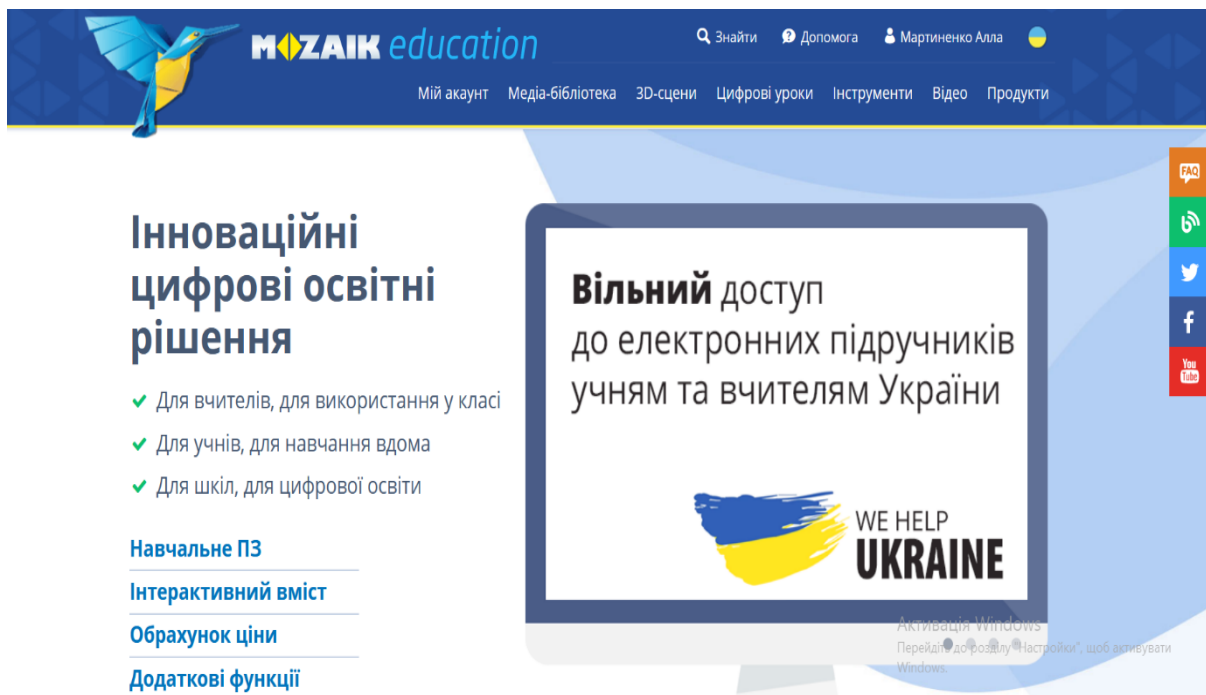 MOZAIK education
Знайти Допомога Мартиненко Алла
Мій акаунт Медіа-бібліотека 3D-сцени Цифрові уроки Інструменти Відео Продукти
FAQ
You
Tube
Інноваційні
цифрові освітні
рішення
Для вчителів, для використання у класі
Для учнів, для навчання вдома
Для шкіл, для цифрової освіти
Навчальне ПЗ
Інтерактивний вміст
Обрахунок ціни
Додаткові функції
Вільний доступ
до електронних підручників
учням та вчителям України
WE HELP
UKRAINE
Активація Windows
Перейдіть до розділу "Настройки", щоб активувати
Windows.